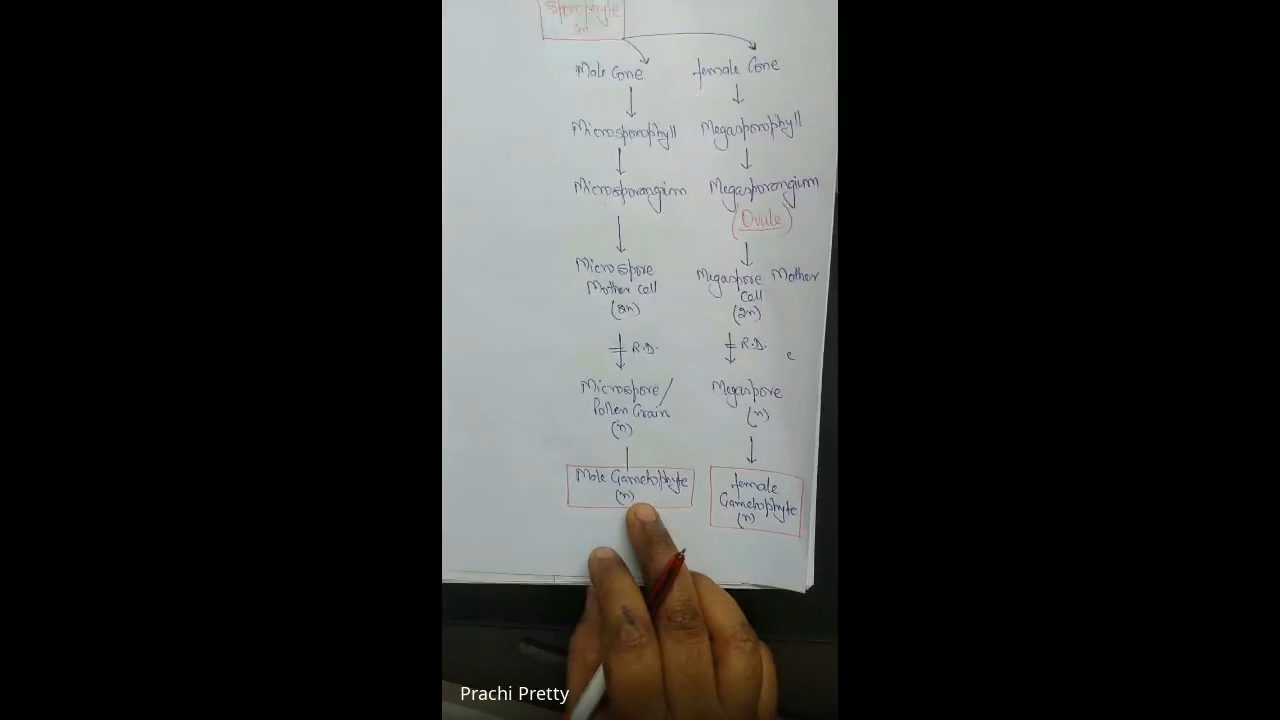 Sporophyte
2n
Male Cone
female Cone
Microsporophyll
Megasporophyll
Microsporangium
Megasporangium
(Ovule)
Microspore
Mother cell
(2n)
Megaspore Mother
Cell
(2n)
R.D.
R.D.
c
Microspore/
Pollen Grain
(n)
Megaspore
(n)
Male Gametophyte
(n)
female
Gametophyte
(n)
Prachi Pretty